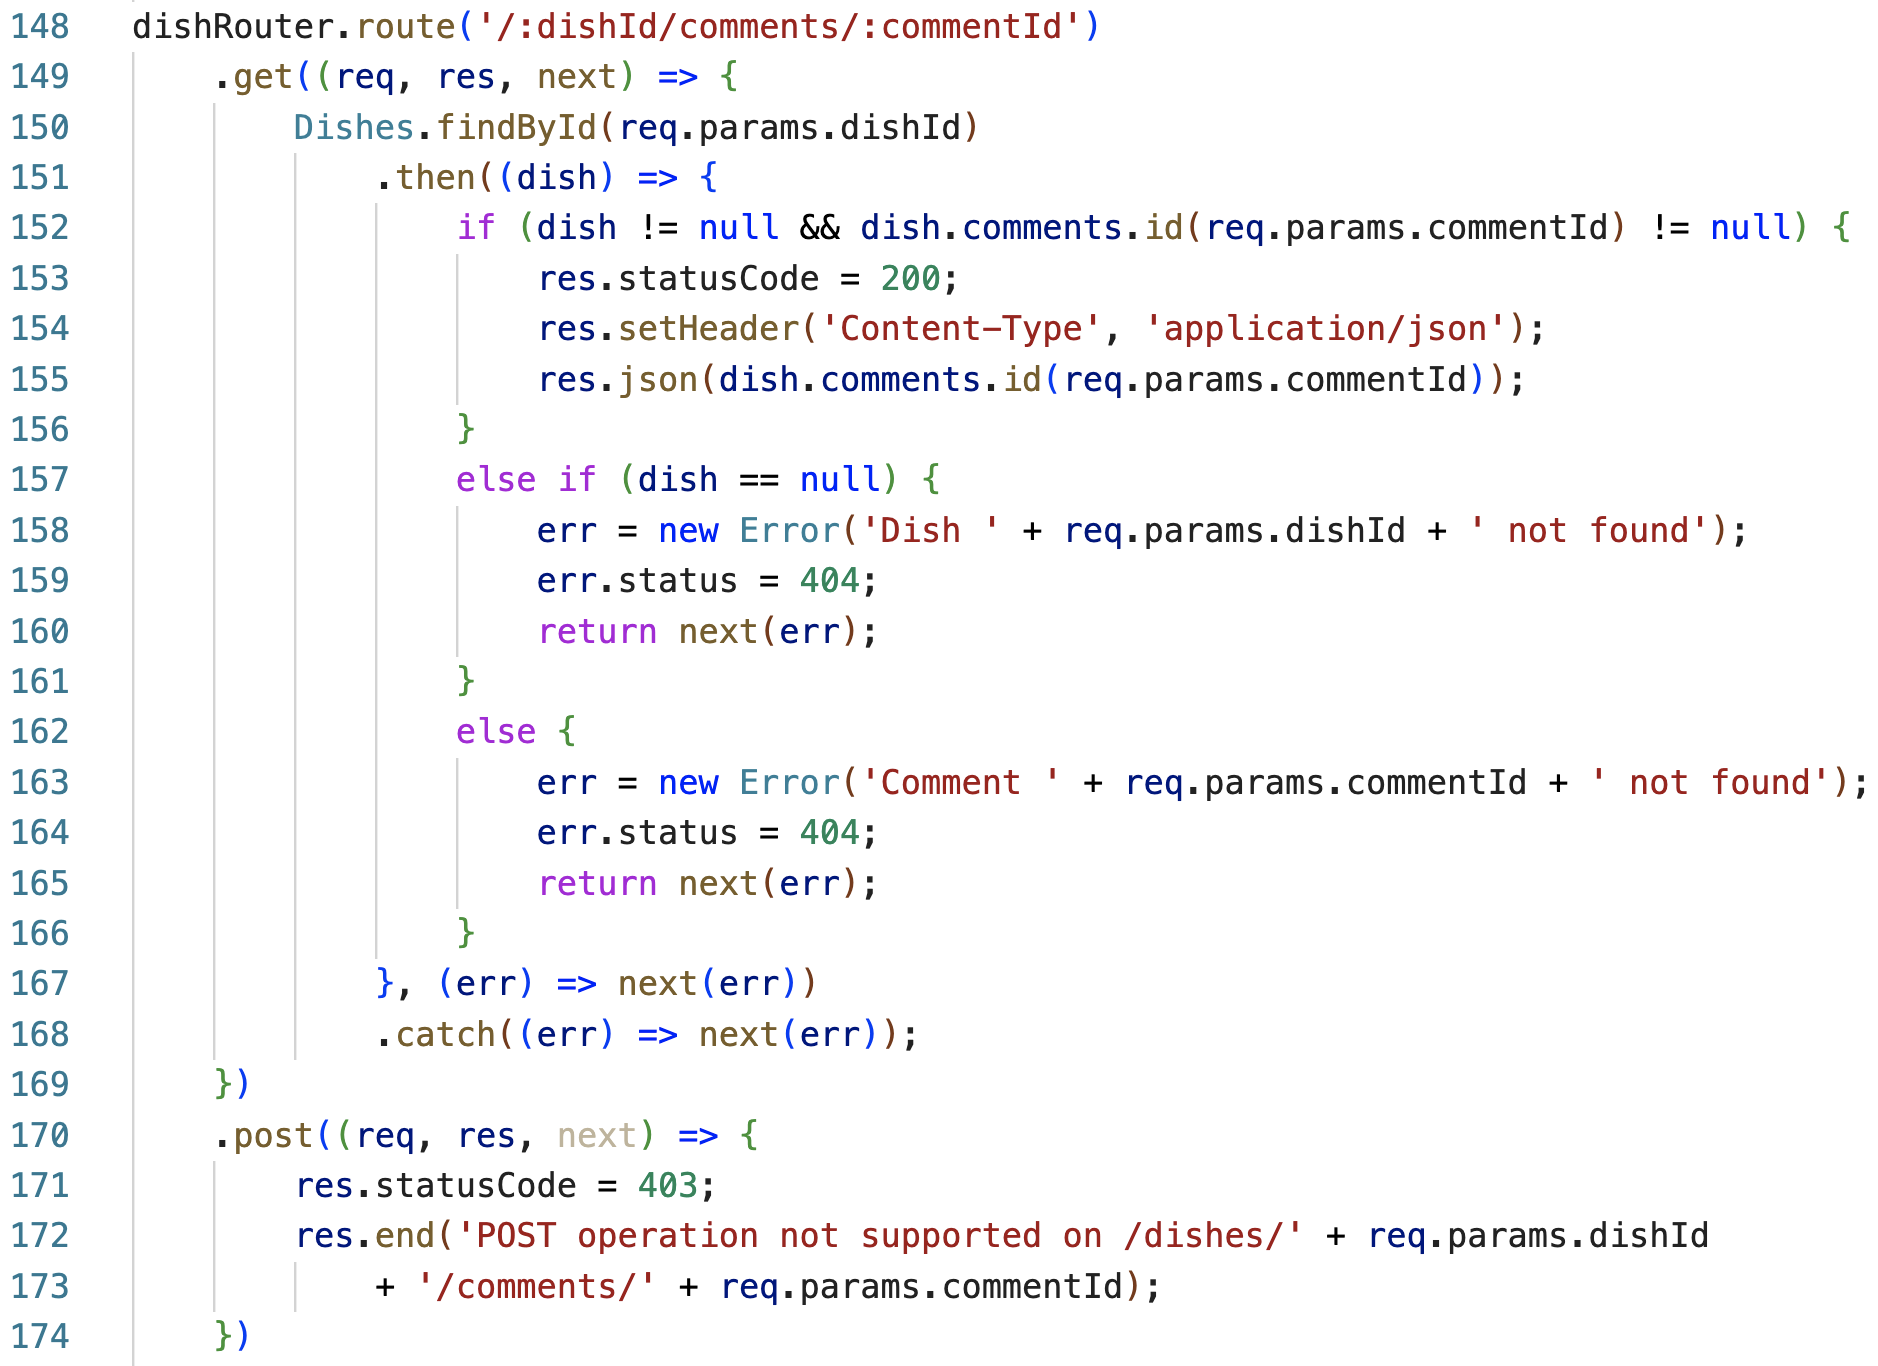 148 dishRouter.route('/:dishId/comments/:commentId')
149     .get((req, res, next) => {
150         Dishes.findById(req.params.dishId)
151             .then((dish) => {
152                 if (dish != null && dish.comments.id(req.params.commentId) != null) {
153                     res.statusCode = 200;
154                     res.setHeader('Content-Type', 'application/json');
155                     res.json(dish.comments.id(req.params.commentId));
156                 }
157                 else if (dish == null) {
158                     err = new Error('Dish ' + req.params.dishId + ' not found');
159                     err.status = 404;
160                     return next(err);
161                 }
162                 else {
163                     err = new Error('Comment ' + req.params.commentId + ' not found');
164                     err.status = 404;
165                     return next(err);
166                 }
167             }, (err) => next(err))
168             .catch((err) => next(err));
169     })
170     .post((req, res, next) => {
171         res.statusCode = 403;
172         res.end('POST operation not supported on /dishes/' + req.params.dishId
173             + '/comments/' + req.params.commentId);
174     })